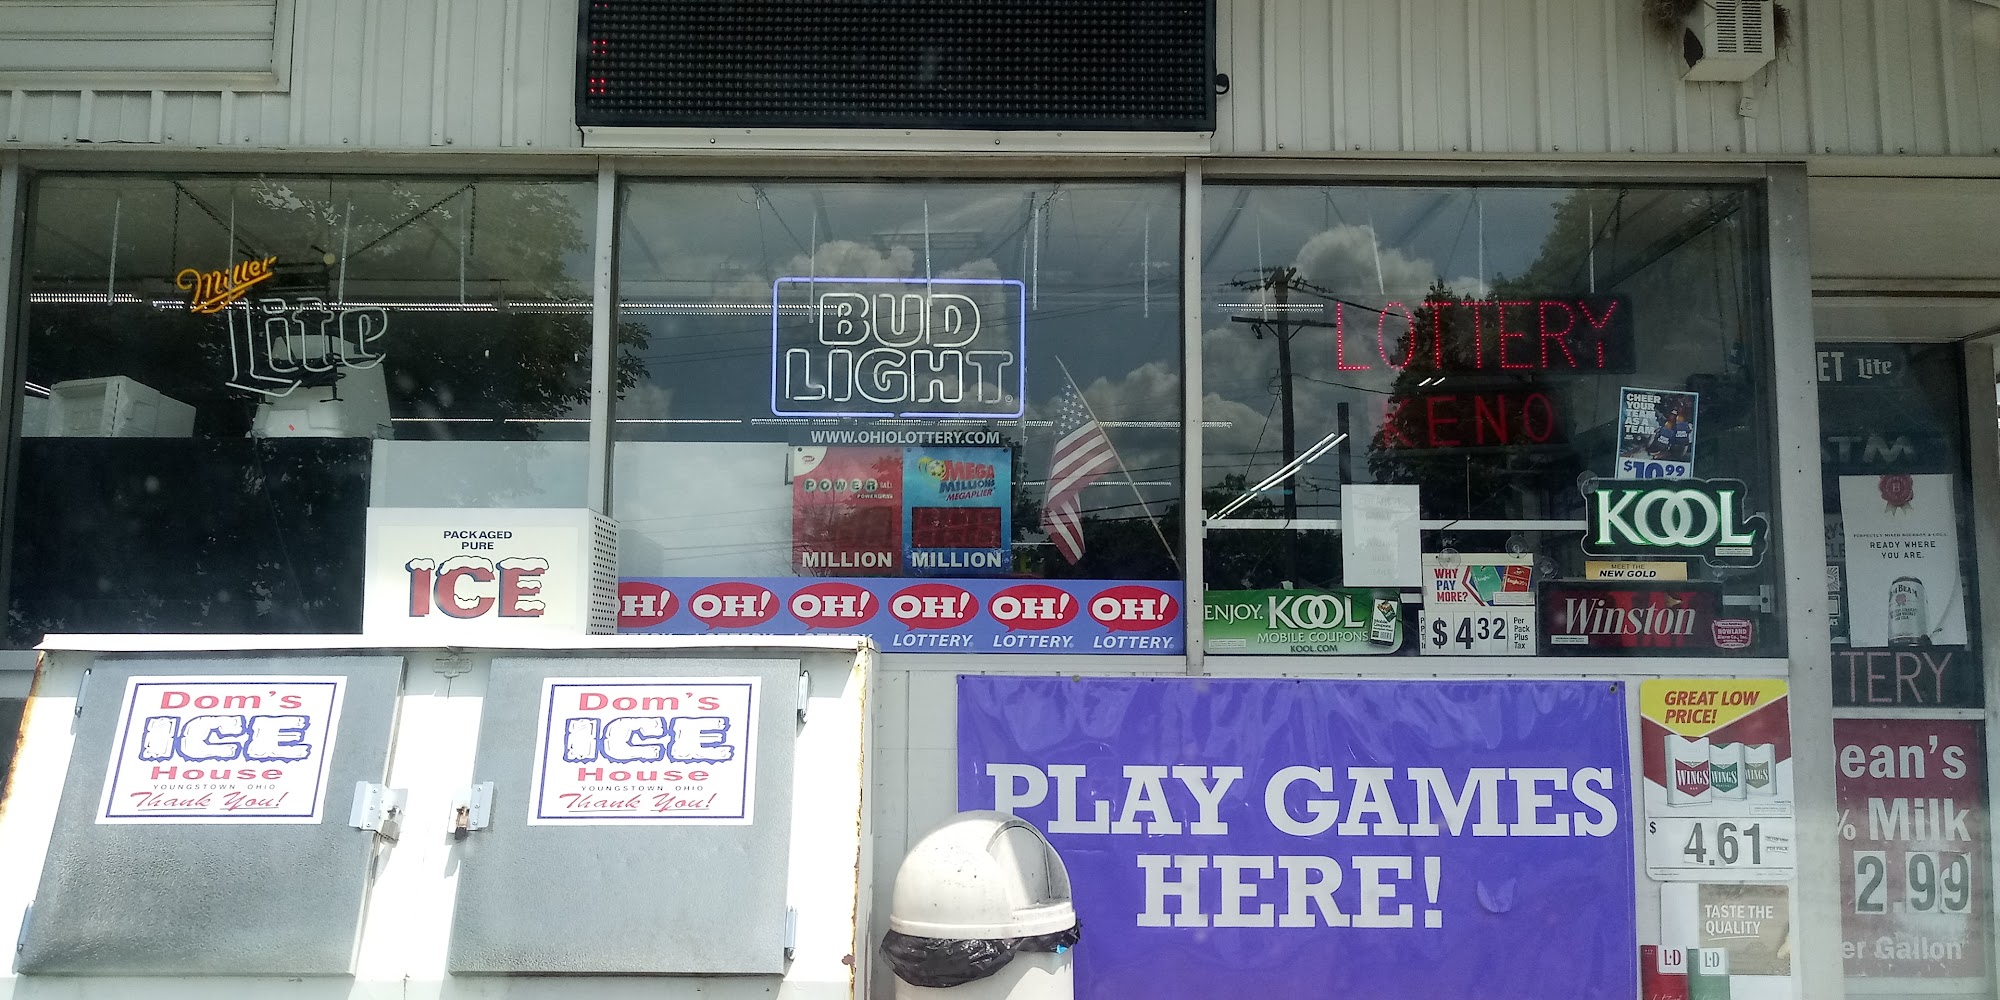 Miller
Lite
BUD
LIGHT
WWW.OHIOLOTTERY.COM
POWERBALL
MILLION
MEGA
MILLIONS
MEGAPLIER
MILLION
LOTTERY
KENO
CHEER
YOUR
TEAM
AS A
TEAM
$10.99
KOOL
MEET THE
NEW GOLD
Winston
WHY
PAY
MORE?
$4.32
Per
Pack
Plus
Tax
ENJOY KOOL
MOBILE COUPONS
KOOL.COM
H! OH! OH! OH! OH! OH!
LOTTERY LOTTERY LOTTERY
PACKAGED
PURE
ICE
Dom's
ICE
House
YOUNGSTOWN OHIO
Thank You!
Dom's
ICE
House
YOUNGSTOWN OHIO
Thank You!
PLAY GAMES
HERE!
GREAT LOW
PRICE!
WINGS WINGS WINGS
$4.61
TASTE THE
QUALITY
L·D L·D
ET Lite
ATM
READY WHERE
YOU ARE.
TTERY
ean's
% Milk
2.99
er Gallon